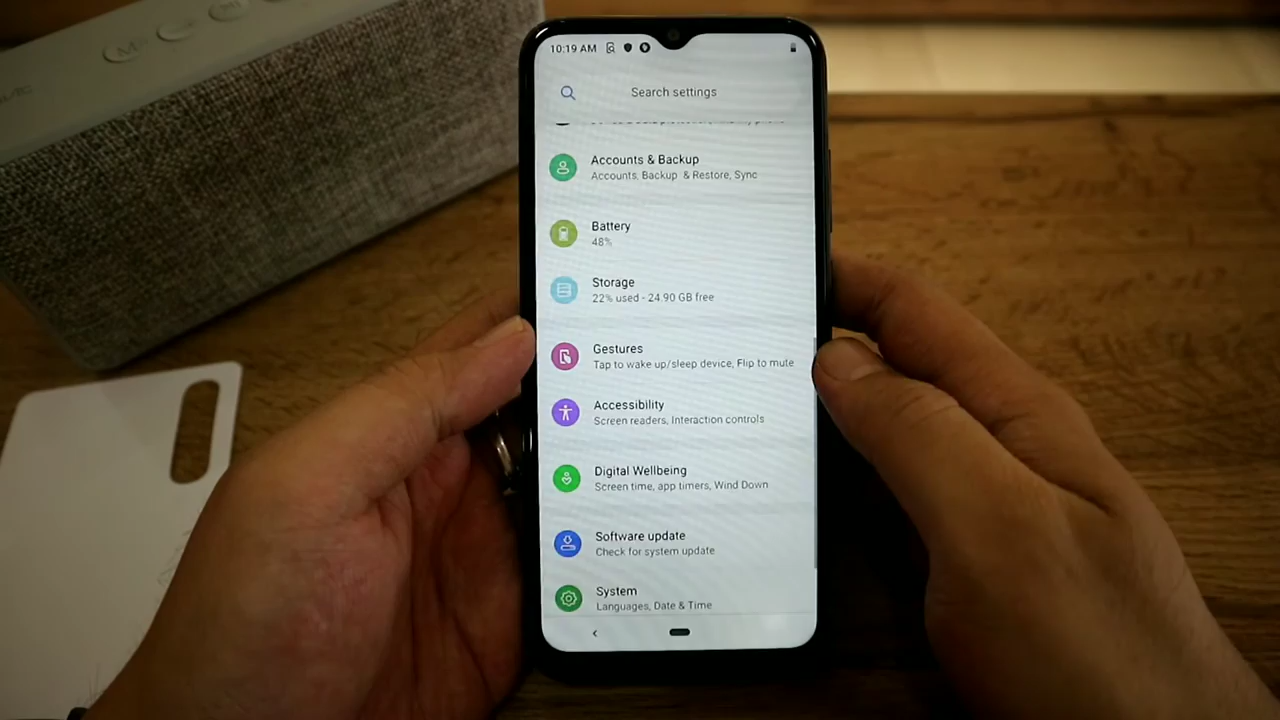 10:19 AM
Search settings
Accounts & Backup
Accounts, Backup & Restore, Sync
Battery
48%
Storage
22% used - 24.90 GB free
Gestures
Tap to wake up/sleep device, Flip to mute
Accessibility
Screen readers, Interaction controls
Digital Wellbeing
Screen time, app timers, Wind Down
Software update
Check for system update
System
Languages, Date & Time